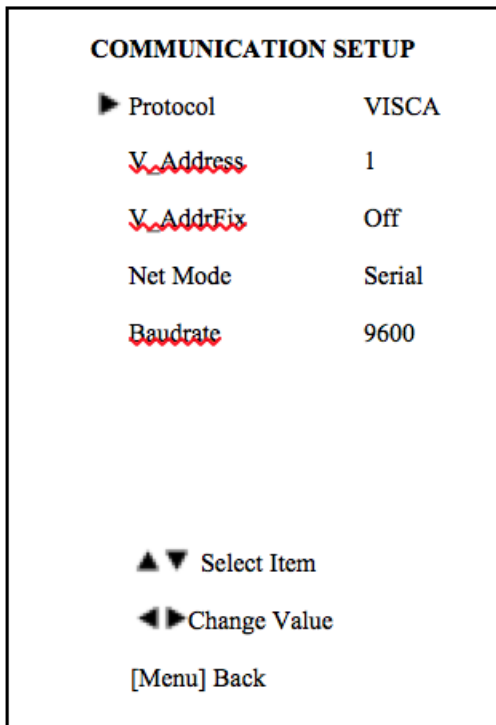 COMMUNICATION SETUP
Protocol VISCA
V_Address 1
V_AddrFix Off
Net Mode Serial
Baudrate 9600
Select Item
Change Value
[Menu] Back